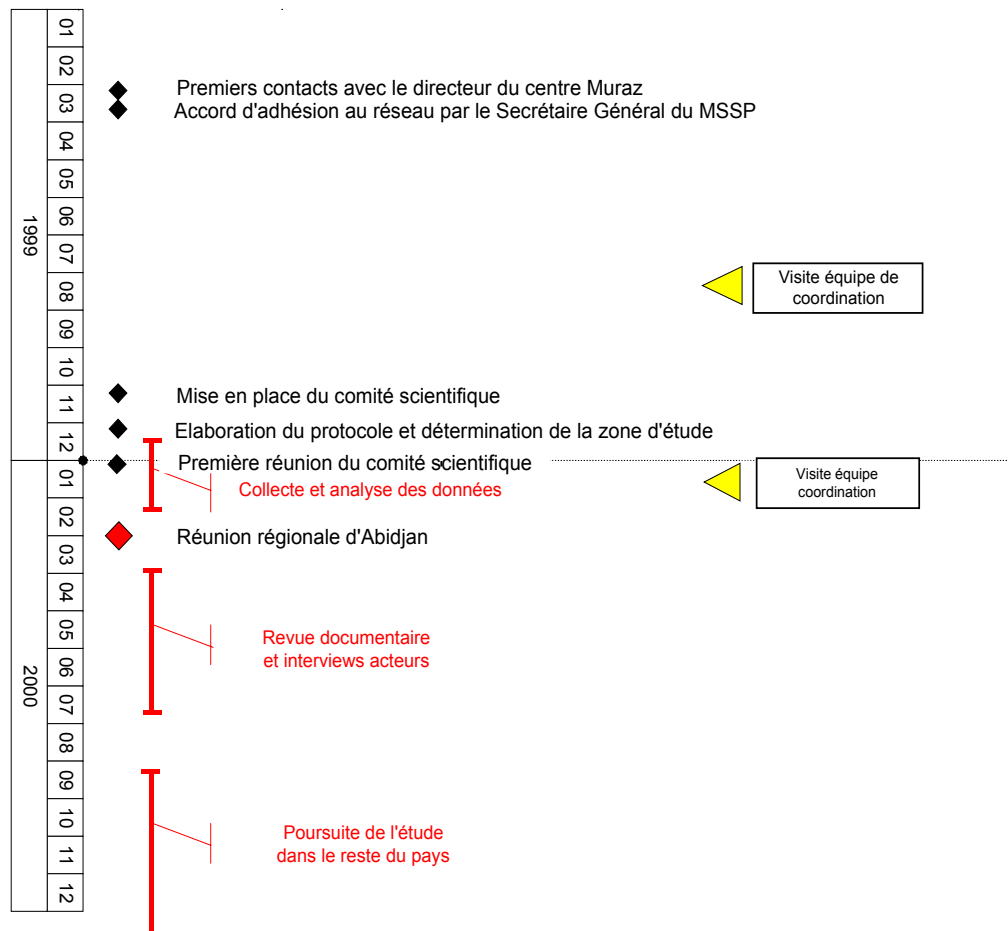 1999
01
02
03
04
05
06
07
08
09
10
11
12
2000
01
02
03
04
05
06
07
08
09
10
11
12
Premiers contacts avec le directeur du centre Muraz
Accord d'adhésion au réseau par le Secrétaire Général du MSSP
Visite équipe de
coordination
Mise en place du comité scientifique
Elaboration du protocole et détermination de la zone d'étude
Première réunion du comité scientifique
Collecte et analyse des données
Visite équipe
coordination
Réunion régionale d'Abidjan
Revue documentaire
et interviews acteurs
Poursuite de l'étude
dans le reste du pays